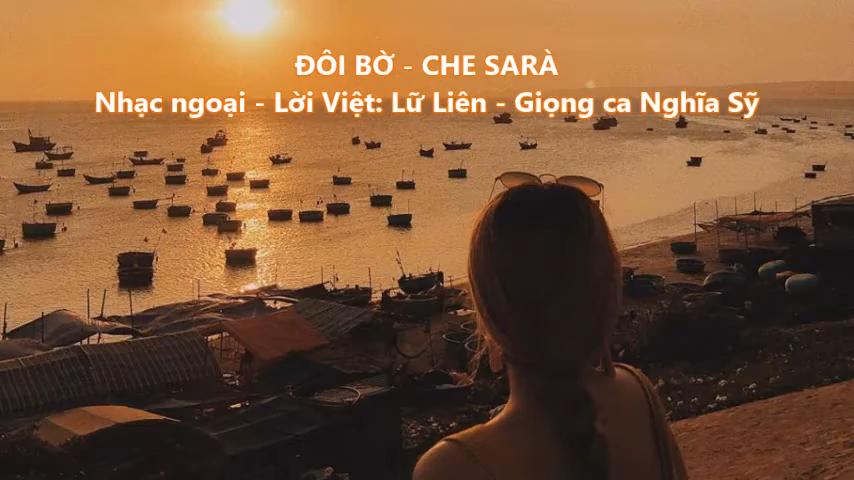 ĐÔI BỜ - CHE SARÀ
Nhạc ngoại - Lời Việt: Lữ Liên - Giọng ca Nghĩa Sỹ